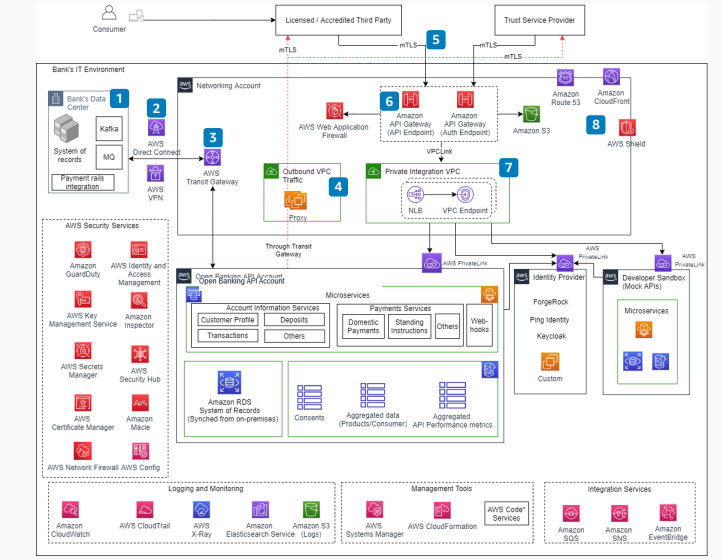 Consumer
Licensed / Accredited Third Party
Trust Service Provider
mTLS
mTLS
5
mTLS
mTLS
Bank's IT Environment
aws
Networking Account
Amazon
Route 53
Amazon
CloudFront
Bank's Data
Center
1
Kafka
System of
records
MQ
Payment rails
integration
2
AWS
Direct Connect
AWS
VPN
3
AWS
Transit Gateway
6
Amazon
API Gateway
(API Endpoint)
Amazon
API Gateway
(Auth Endpoint)
AWS Web Application
Firewall
Amazon S3
8
AWS Shield
VPCLink
Outbound VPC
Traffic
4
Proxy
Private Integration VPC
7
NLB
VPC Endpoint
Through Transit
Gateway
AWS PrivateLink
AWS
PrivateLink
AWS
PrivateLink
AWS Security Services
Amazon
GuardDuty
AWS Identity and
Access
Management
AWS Key
Management Service
Amazon
Inspector
AWS Secrets
Manager
AWS
Security Hub
AWS
Certificate Manager
Amazon
Macie
AWS Network Firewall
AWS Config
aws
Open Banking API Account
Open Banking API Account
Microservices
Account Information Services
Customer Profile
Deposits
Transactions
Others
Payments Services
Domestic
Payments
Standing
Instructions
Others
Web-
hooks
Amazon RDS
System of Records
(Synched from on-premises)
Consents
Aggregated data
(Products/Consumer)
Aggregated
API Performance metrics
aws
Identity Provider
ForgeRock
Ping Identity
Keycloak
Custom
aws
Developer Sandbox
(Mock APIs)
Microservices
Logging and Monitoring
Amazon
CloudWatch
AWS CloudTrail
AWS
X-Ray
Amazon
Elasticsearch Service
Amazon S3
(Logs)
Management Tools
AWS
Systems Manager
AWS CloudFormation
AWS Code*
Services
Integration Services
Amazon
SQS
Amazon
SNS
Amazon
EventBridge